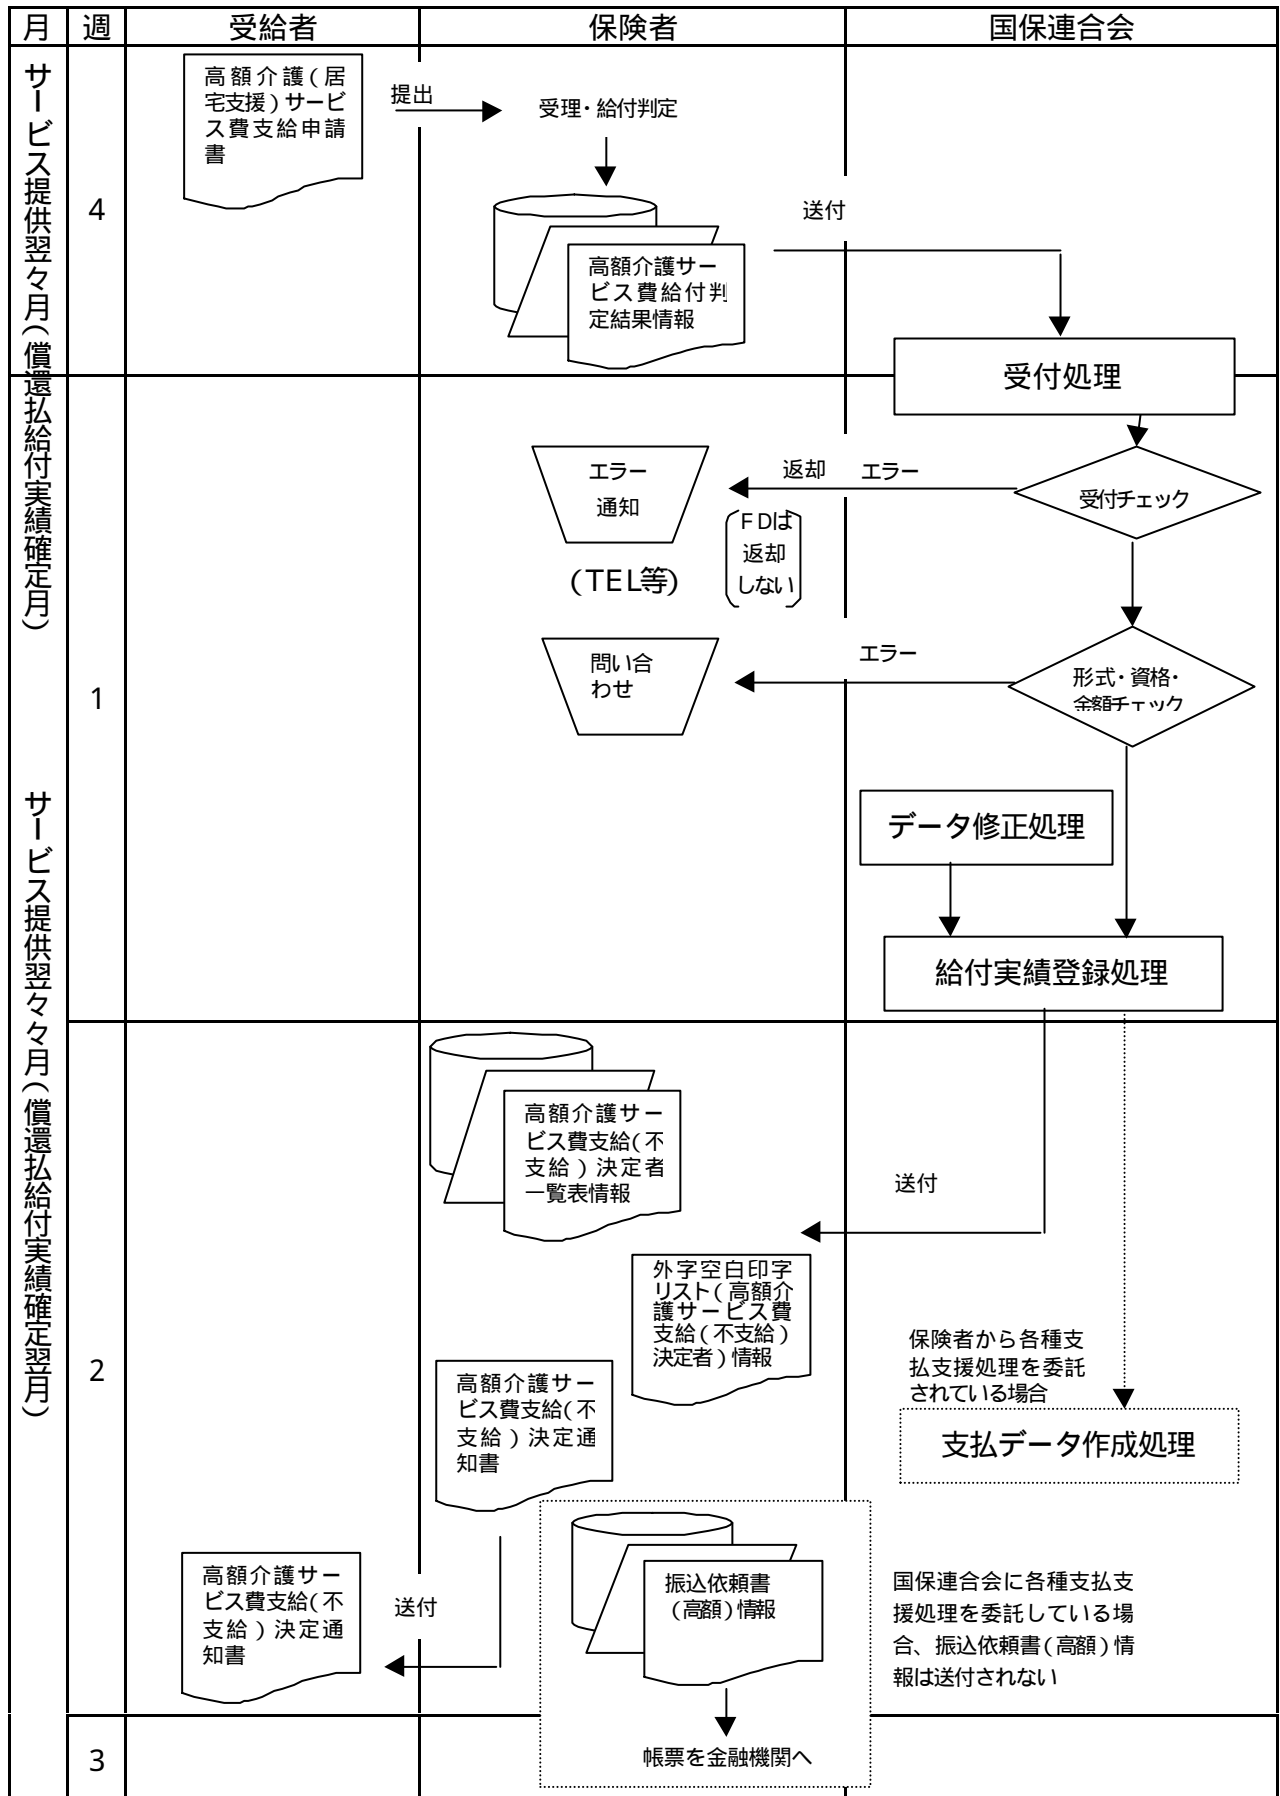 月
週
受給者
保険者
国保連合会
サービス提供翌々月(償還払給付実績確定月)
4
高額介護(居
宅支援)サービ
ス費支給申請
書
提出
受理・給付判定
高額介護サー
ビス費給付判
定結果情報
送付
受付処理
サービス提供翌々々月(償還払給付実績確定翌月)
1
受付チェック
エラー
返却
エラー
通知
FDは
返却
しない
(TEL等)
形式・資格・
金額チェック
エラー
問い合
わせ
データ修正処理
給付実績登録処理
2
高額介護サー
ビス費支給(不
支給)決定者
一覧表情報
送付
外字空白印字
リスト(高額介
護サービス費
支給(不支給)
決定者)情報
保険者から各種支
払支援処理を委託
されている場合
支払データ作成処理
高額介護サー
ビス費支給(不
支給)決定通
知書
高額介護サー
ビス費支給(不
支給)決定通
知書
送付
振込依頼書
(高額)情報
国保連合会に各種支払支
援処理を委託している場
合、振込依頼書(高額)情
報は送付されない
3
帳票を金融機関へ